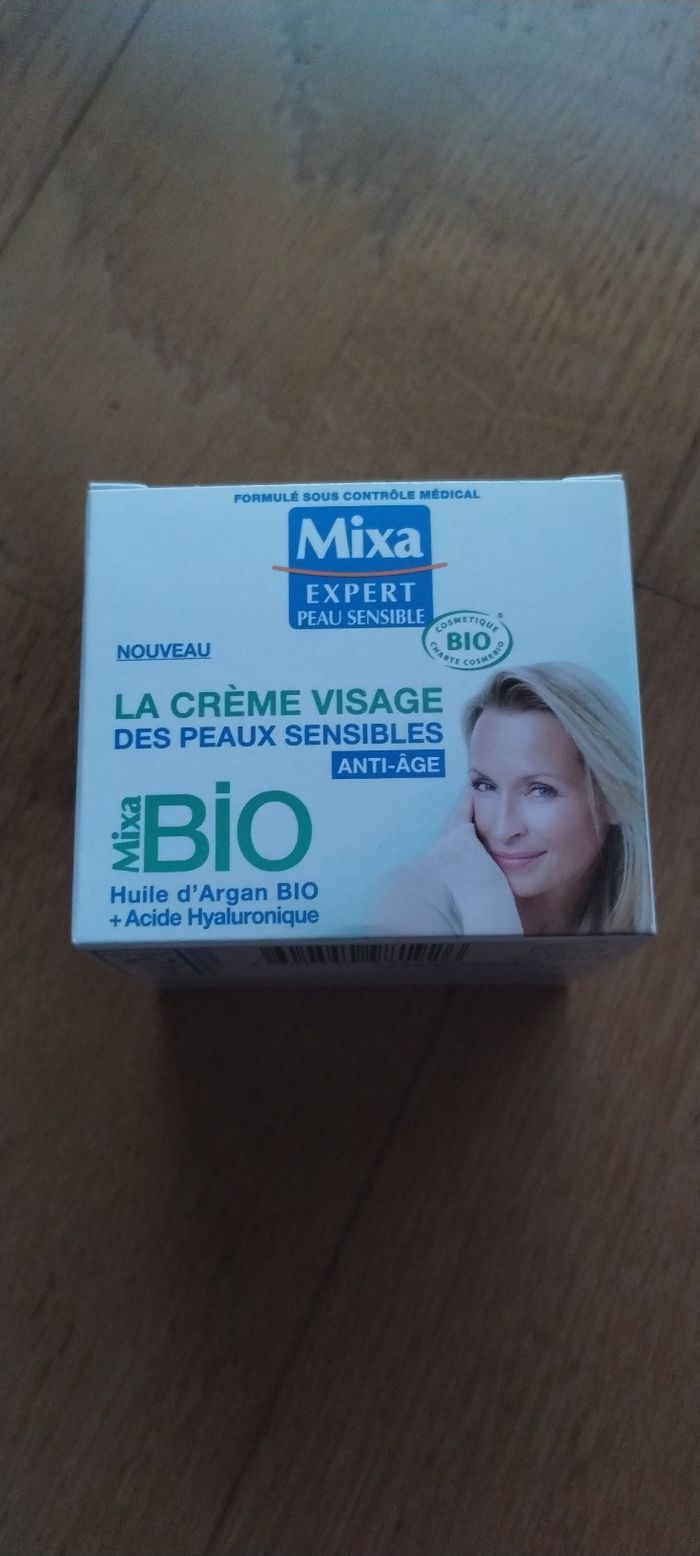 FORMULÉ SOUS CONTRÔLE MÉDICAL
Mixa
EXPERT
PEAU SENSIBLE
COSMETIQUE
BIO
CHARTE COSMEBIO
®
NOUVEAU
LA CRÈME VISAGE
DES PEAUX SENSIBLES
ANTI-ÂGE
Mixa
BiO
Huile d'Argan BIO
+ Acide Hyaluronique